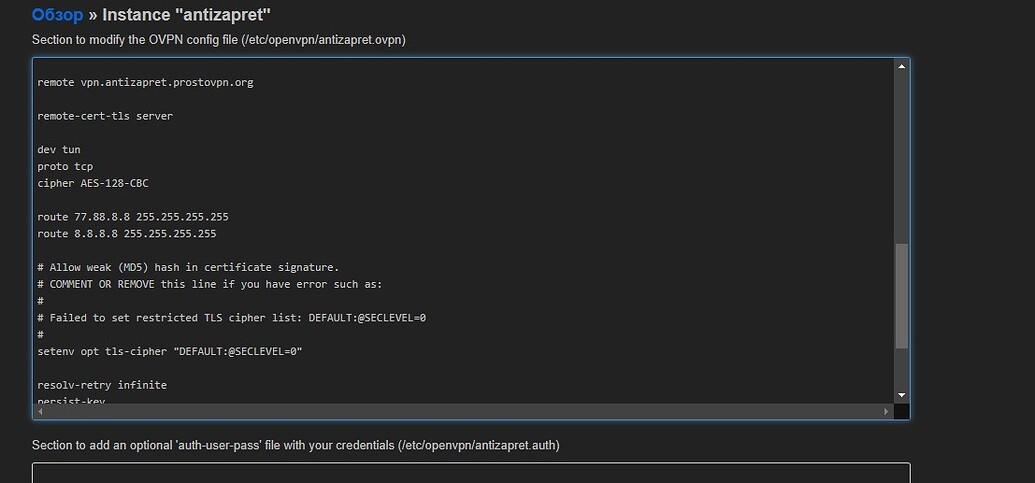 Обзор » Instance "antizapret"
Section to modify the OVPN config file (/etc/openvpn/antizapret.ovpn)
remote vpn.antizapret.prostovpn.org
remote-cert-tls server
dev tun
proto tcp
cipher AES-128-CBC
route 77.88.8.8 255.255.255.255
route 8.8.8.8 255.255.255.255
# Allow weak (MD5) hash in certificate signature.
# COMMENT OR REMOVE this line if you have error such as:
#
# Failed to set restricted TLS cipher list: DEFAULT:@SECLEVEL=0
#
setenv opt tls-cipher "DEFAULT:@SECLEVEL=0"
resolv-retry infinite
persist-key
Section to add an optional 'auth-user-pass' file with your credentials (/etc/openvpn/antizapret.auth)